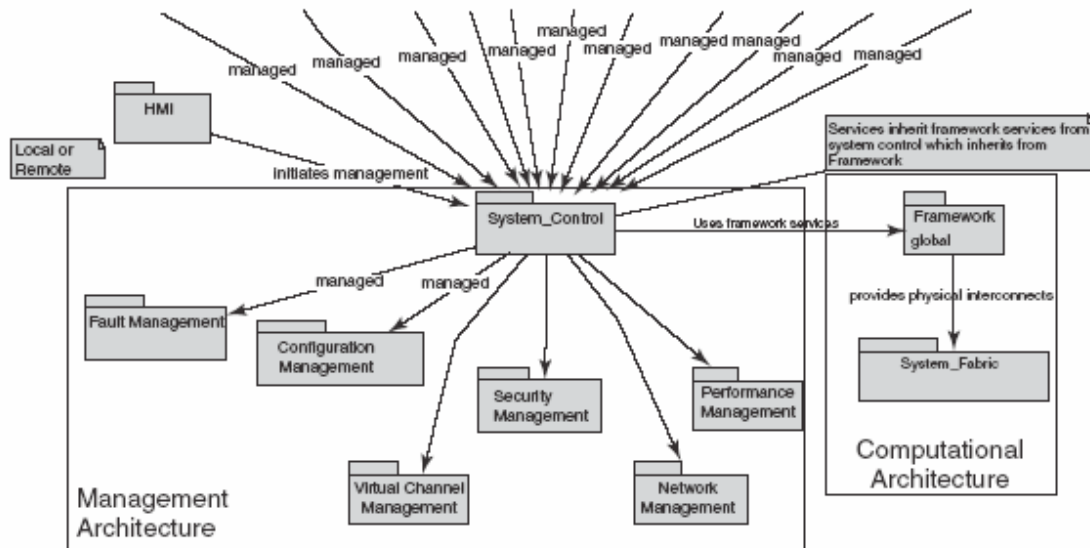 managed
managed
managed
managed
managed
managed
managed
managed
managed
managed
HMI
Local or
Remote
Services inherit framework services from
system control which inherits from
Framework
Initiates management
System_Control
Uses framework services
Framework
global
managed
managed
provides physical interconnects
Fault Management
Configuration
Management
Security
Management
Performance
Management
System_Fabric
Virtual Channel
Management
Network
Management
Management
Architecture
Computational
Architecture